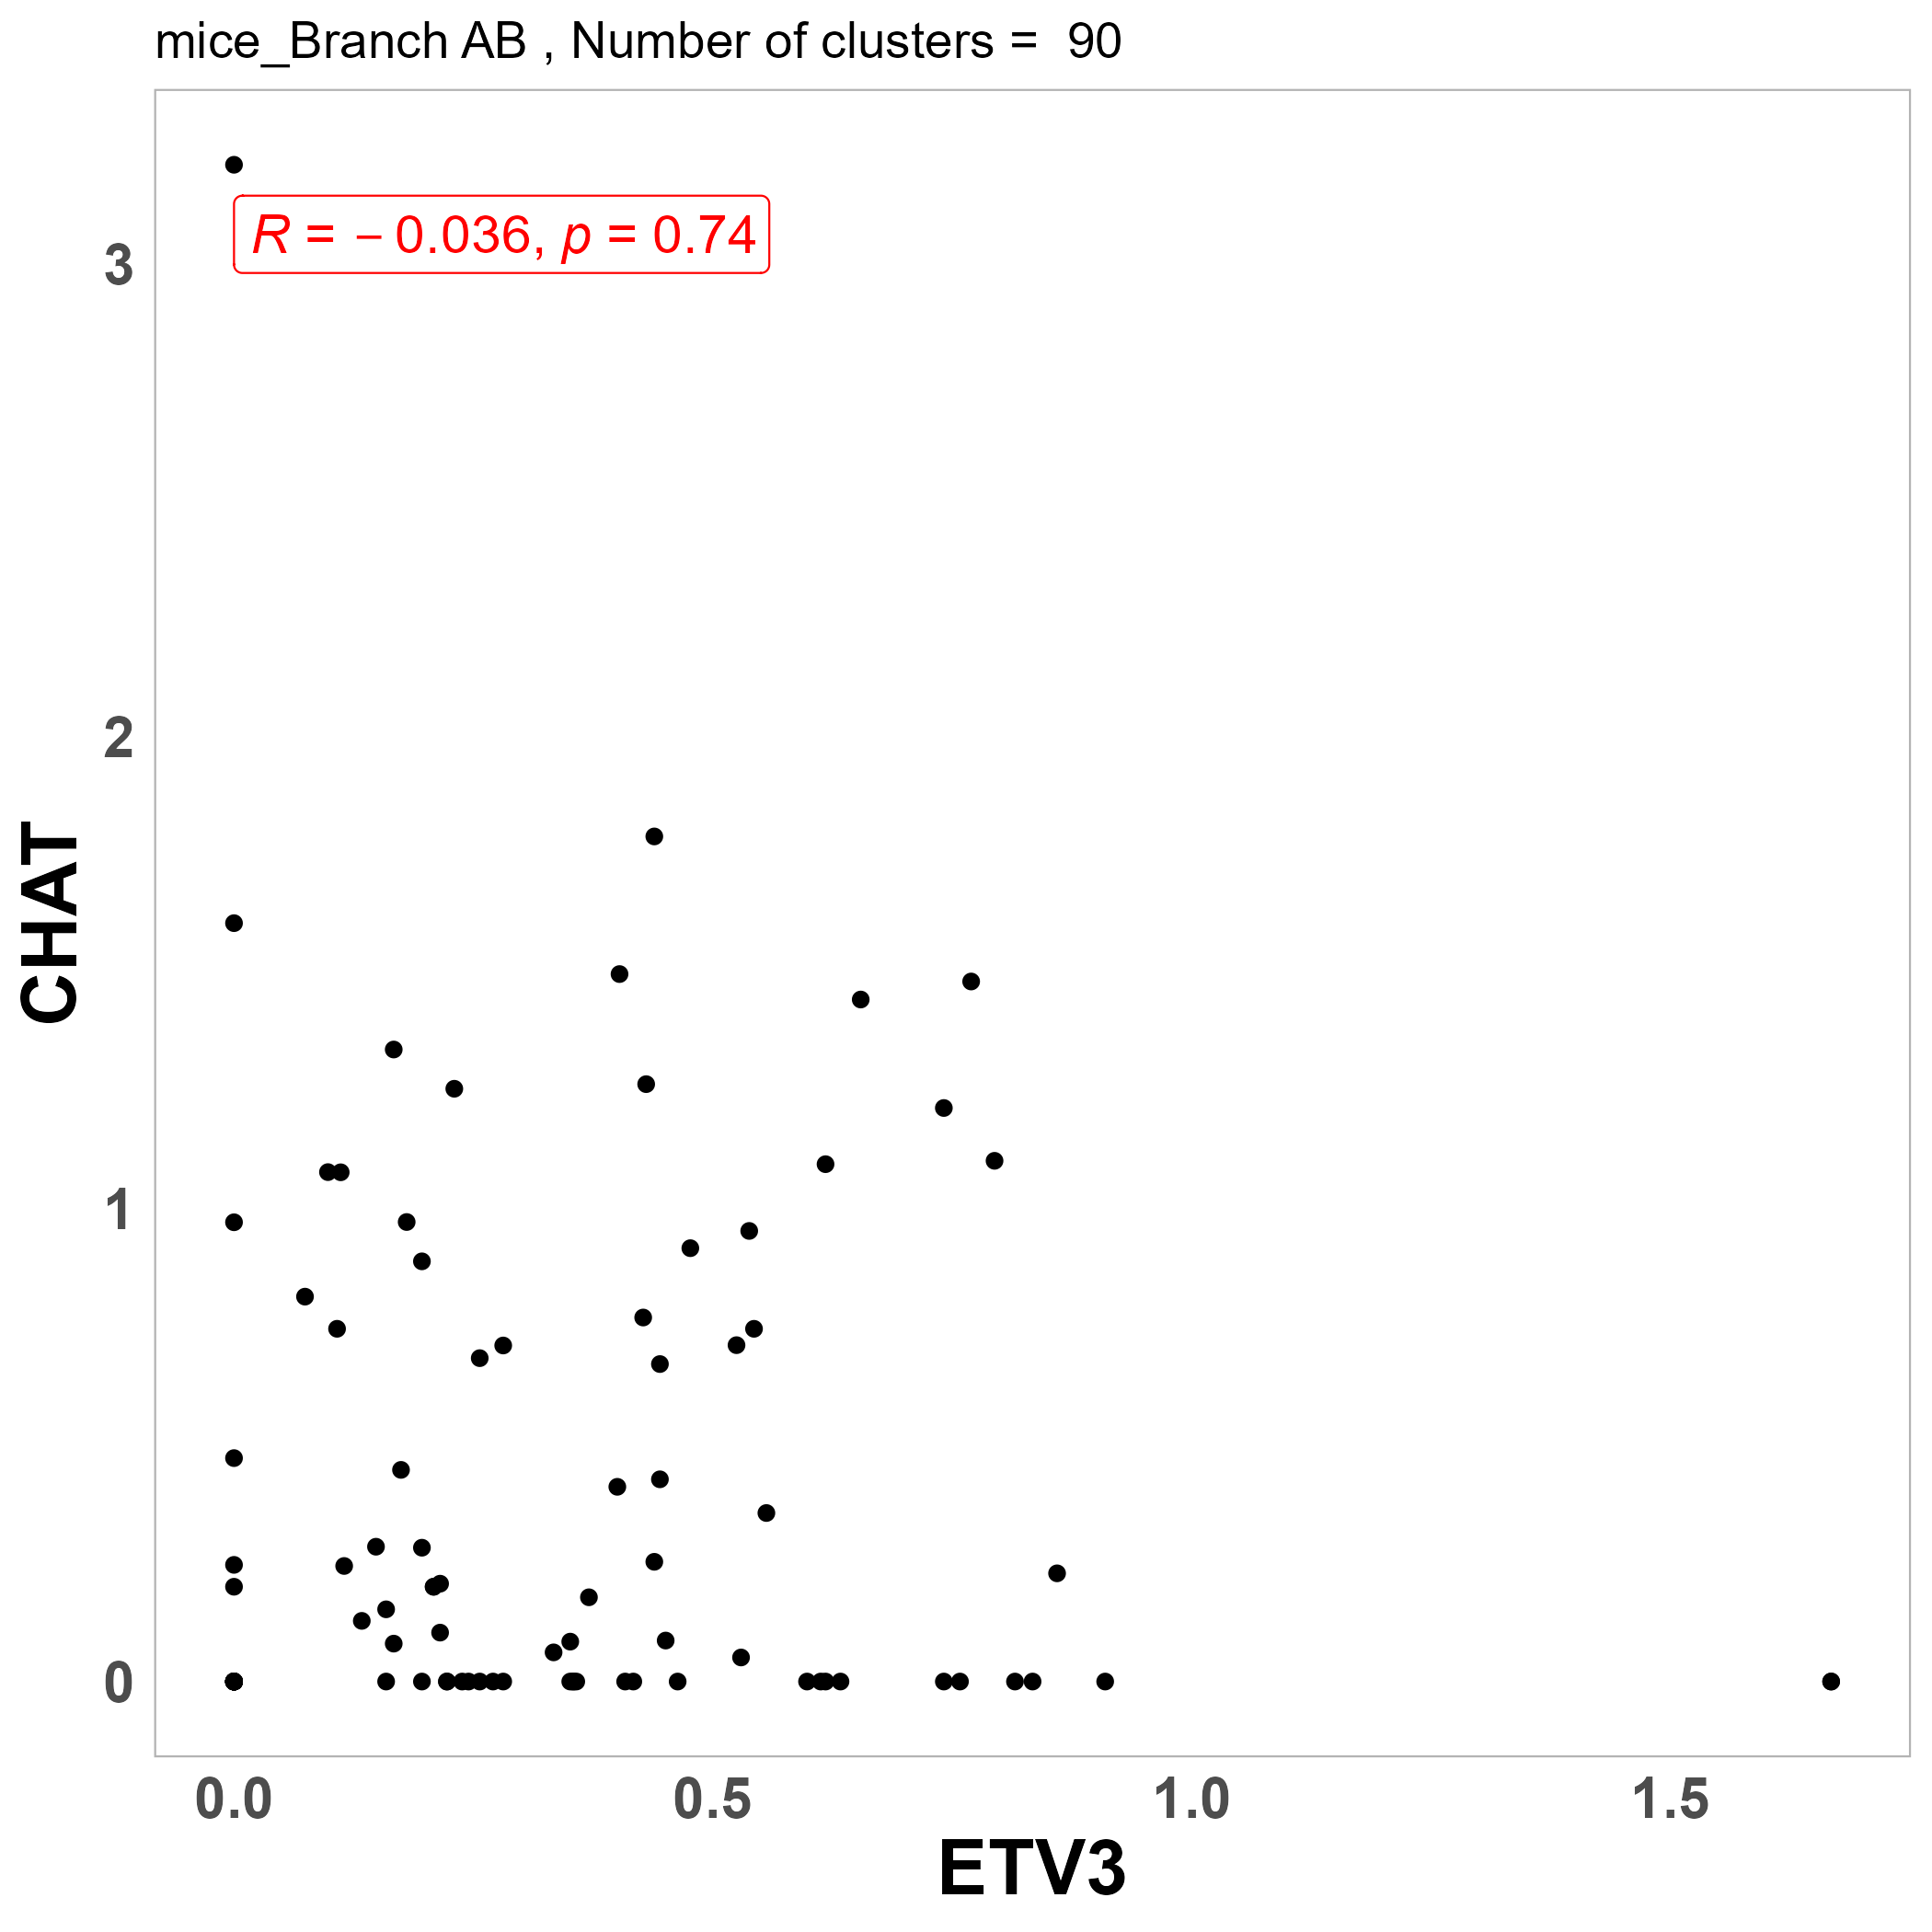 mice_Branch AB , Number of clusters =  90
R = − 0.036, p = 0.74
3
2
1
0
CHAT
0.0 0.5 1.0 1.5
ETV3